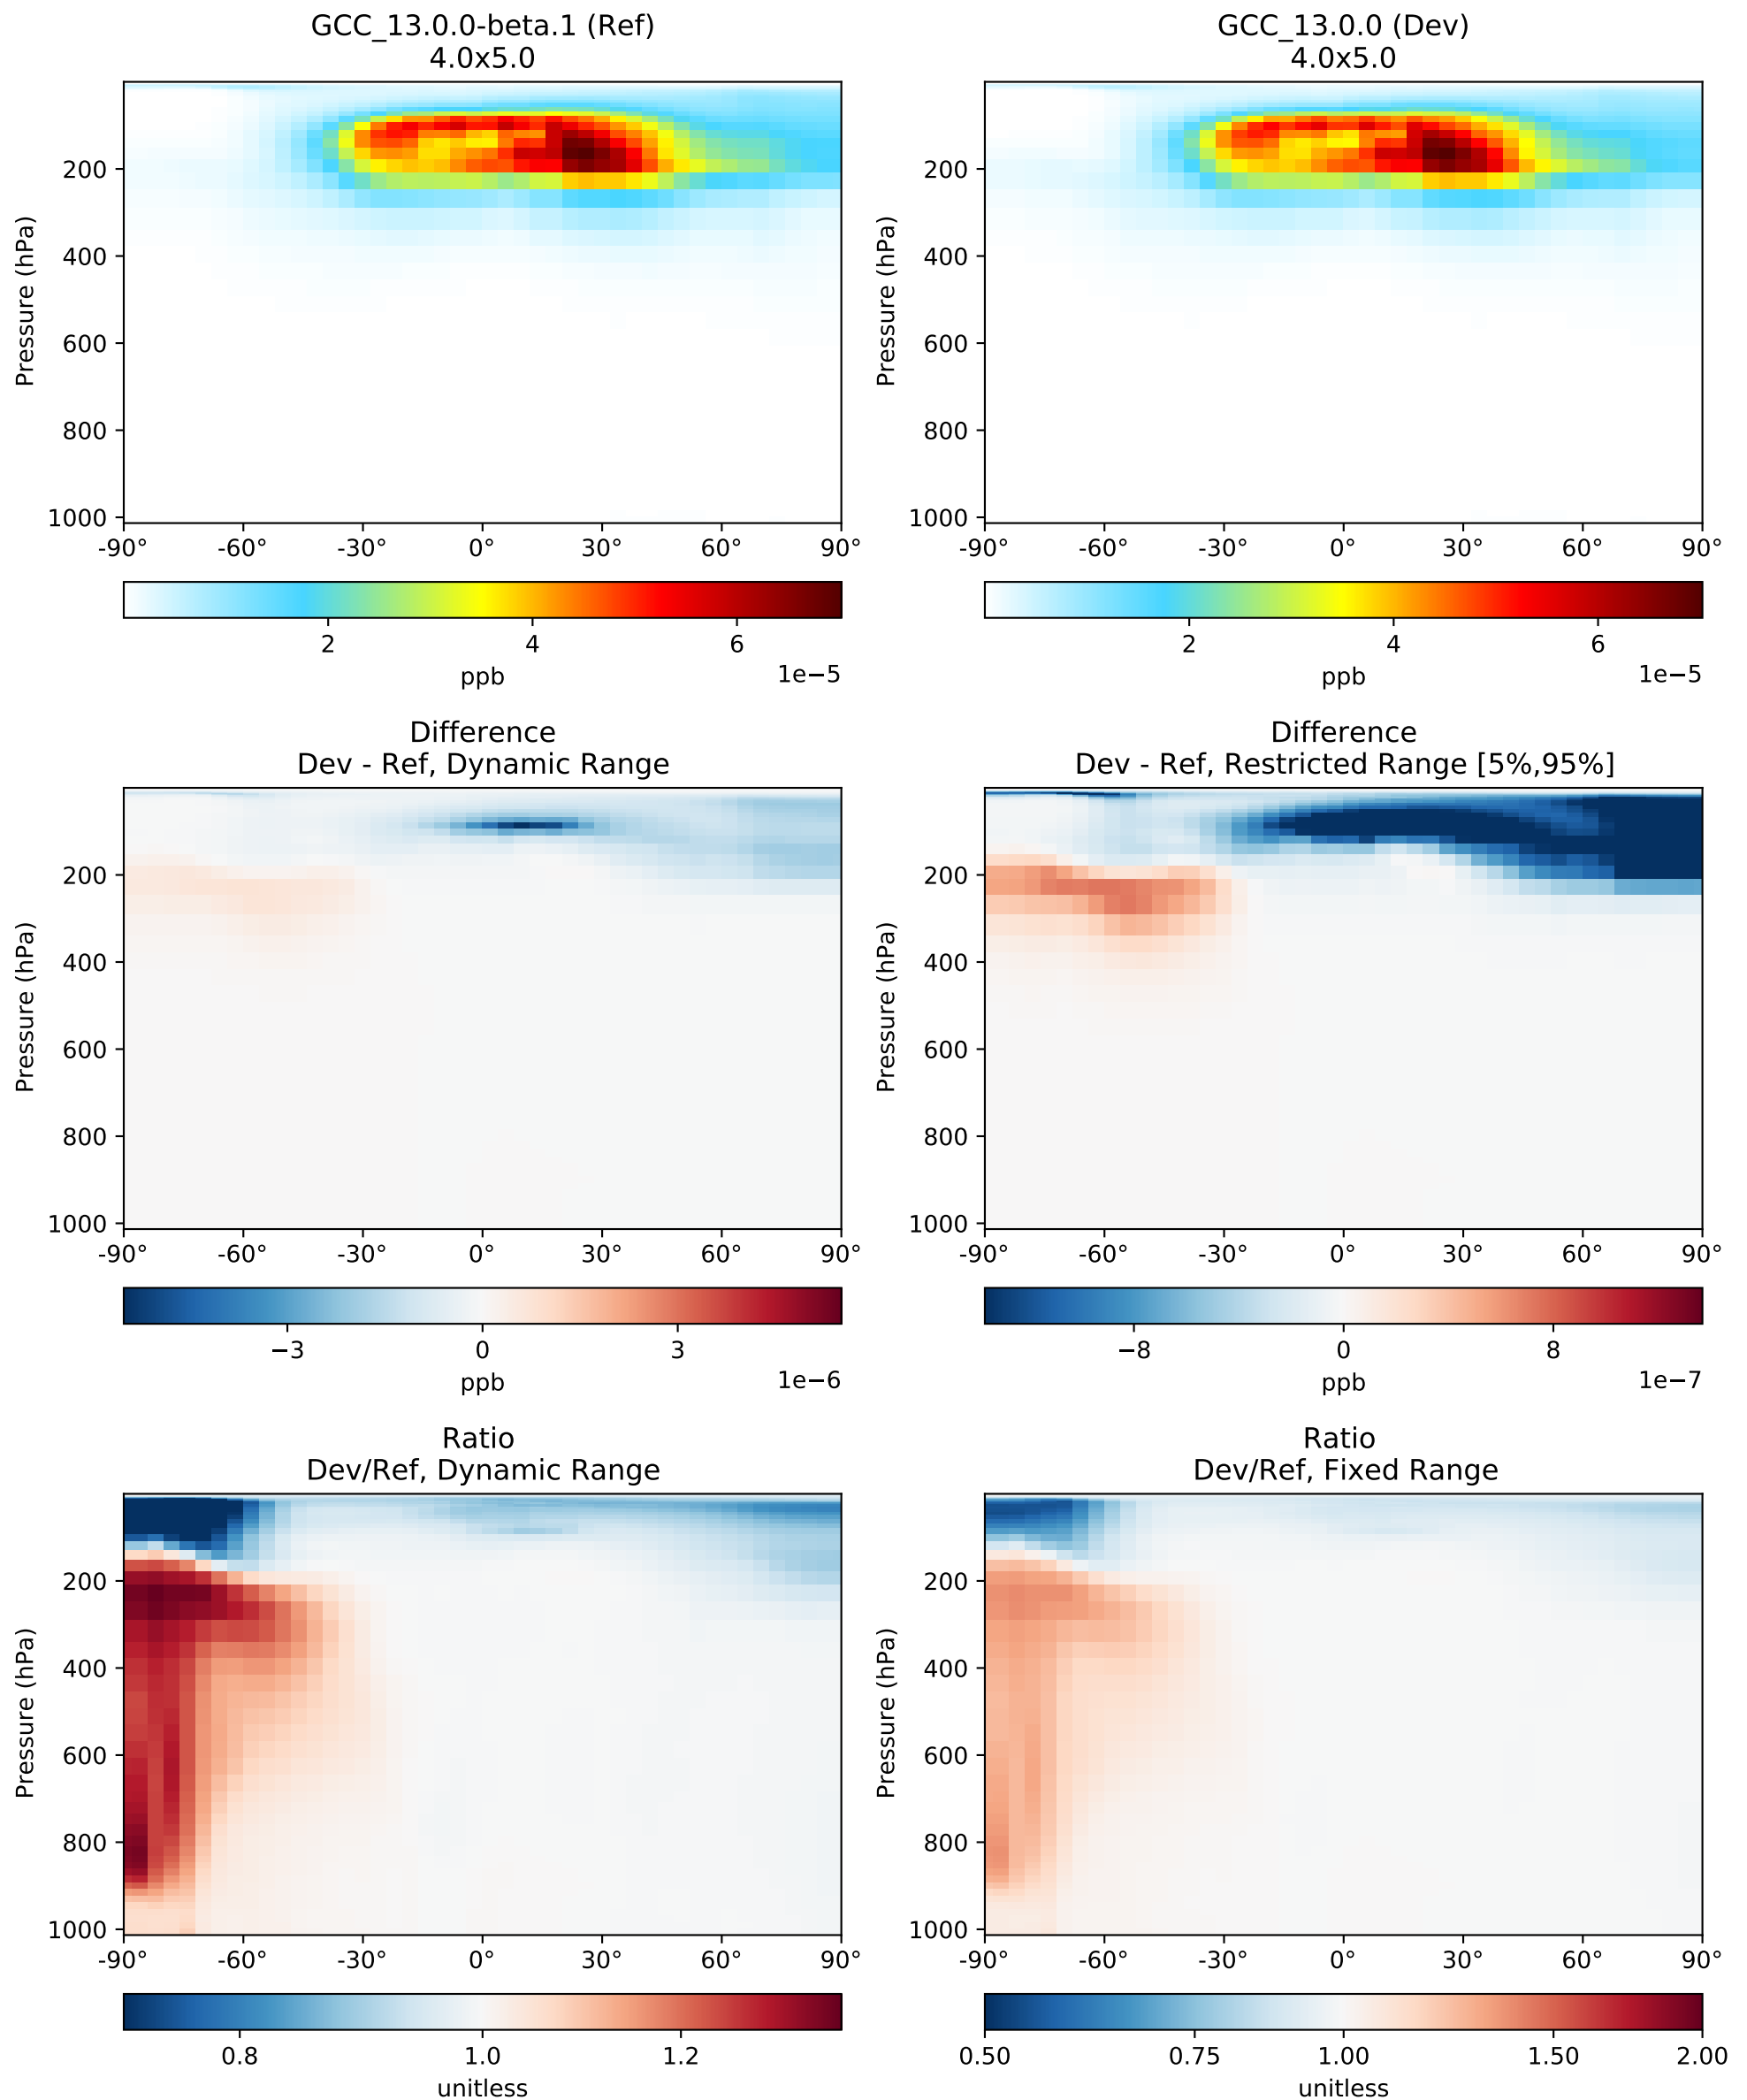 GCC_13.0.0-beta.1 (Ref)
4.0x5.0
Pressure (hPa)
200
400
600
800
1000
-90° -60° -30° 0° 30° 60° 90°
2 4 6
ppb
1e−5
GCC_13.0.0 (Dev)
4.0x5.0
Pressure (hPa)
200
400
600
800
1000
-90° -60° -30° 0° 30° 60° 90°
2 4 6
ppb
1e−5
Difference
Dev - Ref, Dynamic Range
Pressure (hPa)
200
400
600
800
1000
-90° -60° -30° 0° 30° 60° 90°
−3 0 3
ppb
1e−6
Difference
Dev - Ref, Restricted Range [5%,95%]
Pressure (hPa)
200
400
600
800
1000
-90° -60° -30° 0° 30° 60° 90°
−8 0 8
ppb
1e−7
Ratio
Dev/Ref, Dynamic Range
Pressure (hPa)
200
400
600
800
1000
-90° -60° -30° 0° 30° 60° 90°
0.8 1.0 1.2
unitless
Ratio
Dev/Ref, Fixed Range
Pressure (hPa)
200
400
600
800
1000
-90° -60° -30° 0° 30° 60° 90°
0.50 0.75 1.00 1.50 2.00
unitless